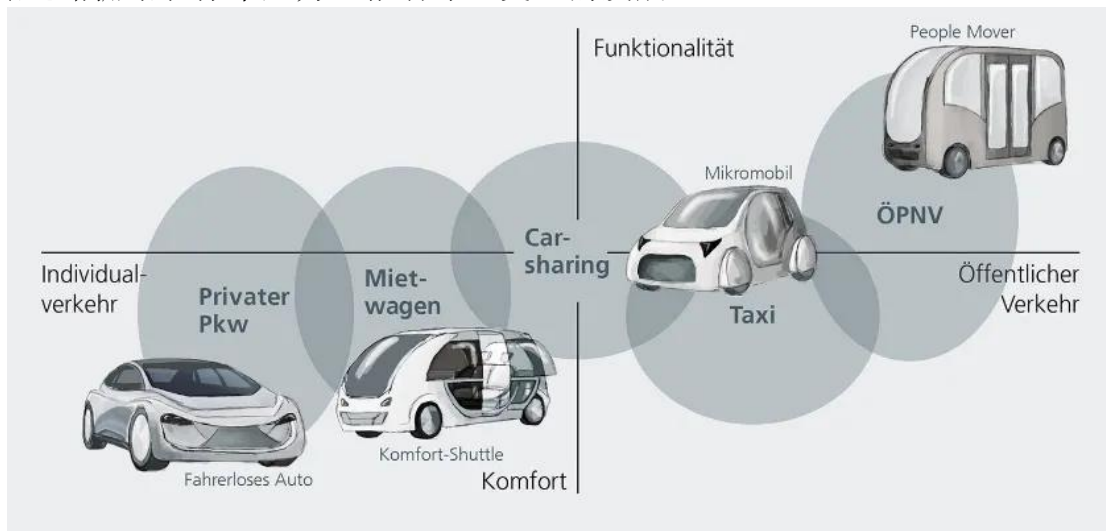 People Mover
Funktionalität
Mikromobil
ÖPNV
Car-
sharing
Individual-
verkehr
Öffentlicher
Verkehr
Miet-
wagen
Privater
Pkw
Taxi
Komfort-Shuttle
Fahrerloses Auto
Komfort